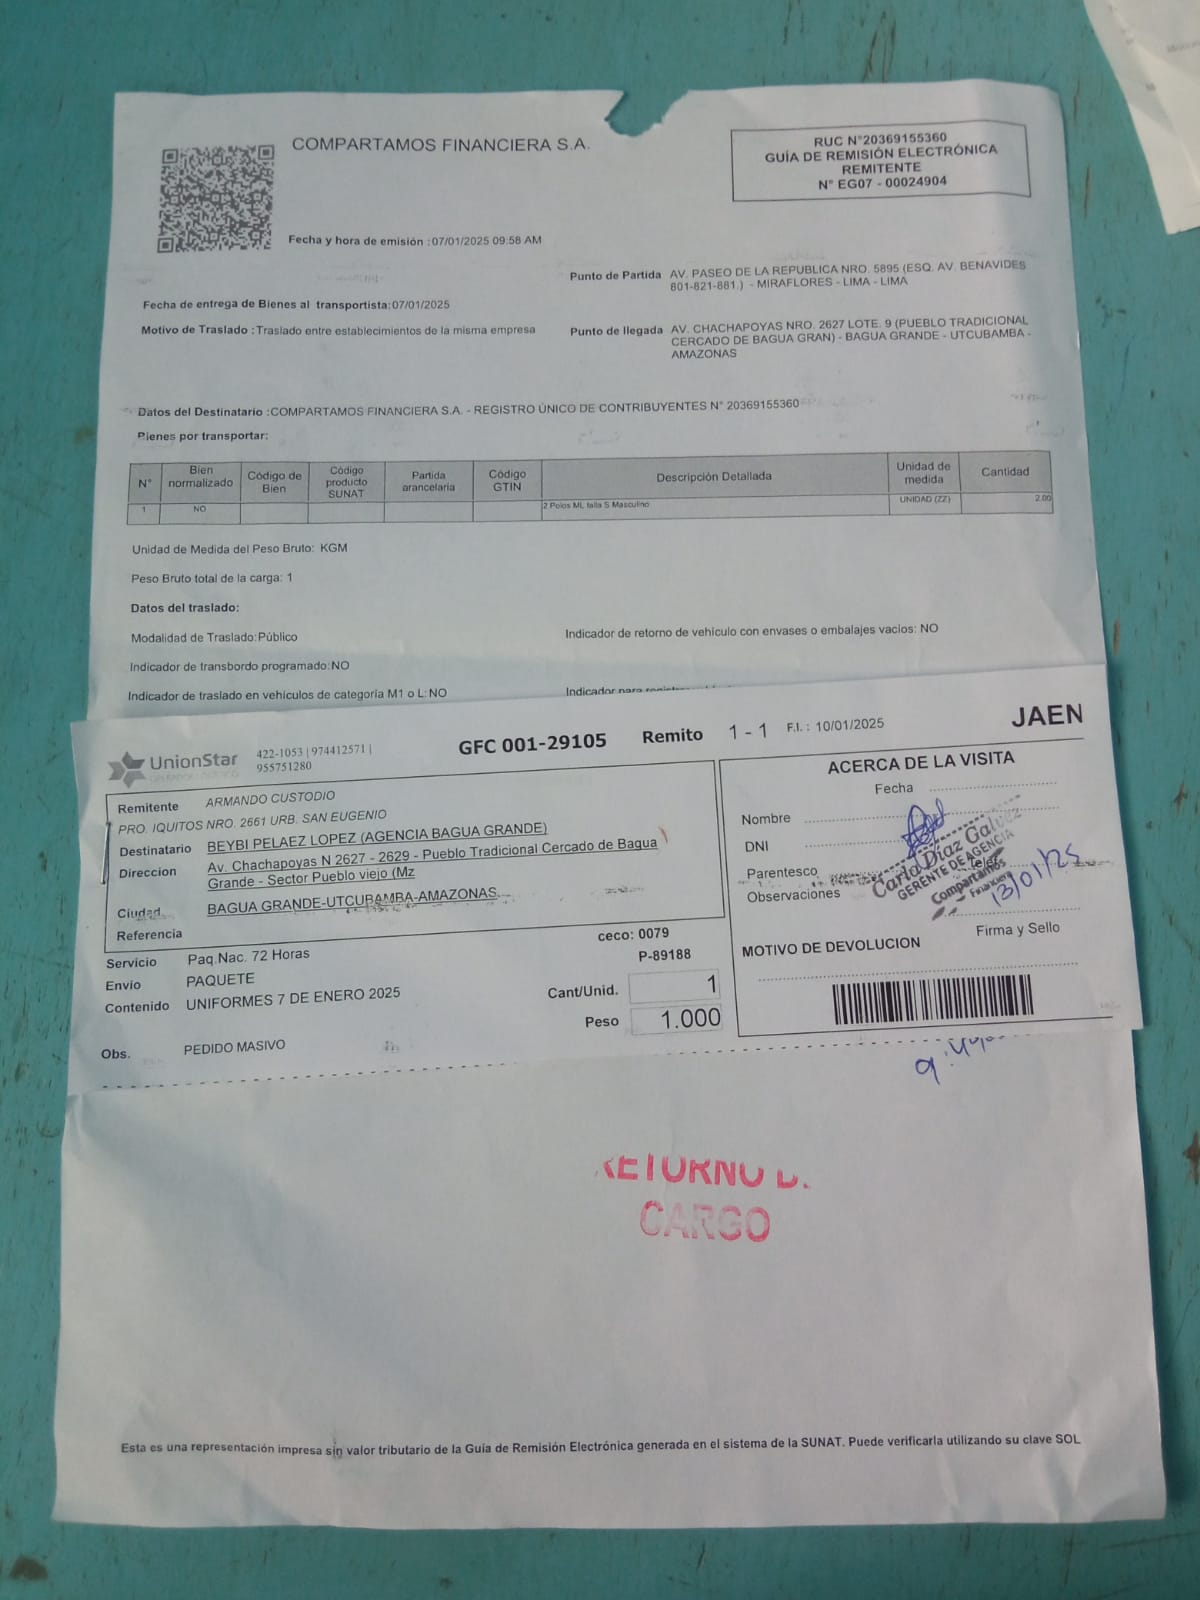 COMPARTAMOS FINANCIERA S.A.
RUC N°20369155360
GUÍA DE REMISIÓN ELECTRÓNICA
REMITENTE
N° EG07 - 00024904
Fecha y hora de emisión :07/01/2025 09:58 AM
Fecha de entrega de Bienes al transportista:07/01/2025
Motivo de Traslado :Traslado entre establecimientos de la misma empresa
Punto de Partida AV. PASEO DE LA REPUBLICA NRO. 5895 (ESQ. AV. BENAVIDES
801-821-881.) - MIRAFLORES - LIMA - LIMA
Punto de llegada AV. CHACHAPOYAS NRO. 2627 LOTE. 9 (PUEBLO TRADICIONAL
CERCADO DE BAGUA GRAN) - BAGUA GRANDE - UTCUBAMBA -
AMAZONAS
Datos del Destinatario :COMPARTAMOS FINANCIERA S.A. - REGISTRO ÚNICO DE CONTRIBUYENTES N° 20369155360
Bienes por transportar:
N° Bien normalizado Código de Bien Código producto SUNAT Partida arancelaria Código GTIN Descripción Detallada Unidad de medida Cantidad
1 NO 2 Polos ML talla S Masculino UNIDAD (ZZ) 2.00
Unidad de Medida del Peso Bruto: KGM
Peso Bruto total de la carga: 1
Datos del traslado:
Modalidad de Traslado:Público
Indicador de retorno de vehículo con envases o embalajes vacíos: NO
Indicador de transbordo programado:NO
Indicador de traslado en vehículos de categoría M1 o L:NO
Indicador para
UnionStar
422-1053 | 974412571 |
955751280
GFC 001-29105
Remito 1 - 1
F.I. : 10/01/2025
JAEN
Remitente ARMANDO CUSTODIO
PRO. IQUITOS NRO. 2661 URB. SAN EUGENIO
Destinatario BEYBI PELAEZ LOPEZ (AGENCIA BAGUA GRANDE)
Direccion Av. Chachapoyas N 2627 - 2629 - Pueblo Tradicional Cercado de Bagua
Grande - Sector Pueblo viejo (Mz
Ciudad BAGUA GRANDE-UTCUBAMBA-AMAZONAS
Referencia
Servicio Paq.Nac. 72 Horas
Envio PAQUETE
Contenido UNIFORMES 7 DE ENERO 2025
Obs. PEDIDO MASIVO
ceco: 0079
P-89188
Cant/Unid. 1
Peso 1.000
ACERCA DE LA VISITA
Fecha
Nombre
DNI
Parentesco
Telef.
Observaciones
Carla Díaz Galvez
GERENTE DE AGENCIA
Compartamos
Financiera
13/01/25
Firma y Sello
MOTIVO DE DEVOLUCION
RETORNO D.
CARGO
Esta es una representación impresa sin valor tributario de la Guía de Remisión Electrónica generada en el sistema de la SUNAT. Puede verificarla utilizando su clave SOL